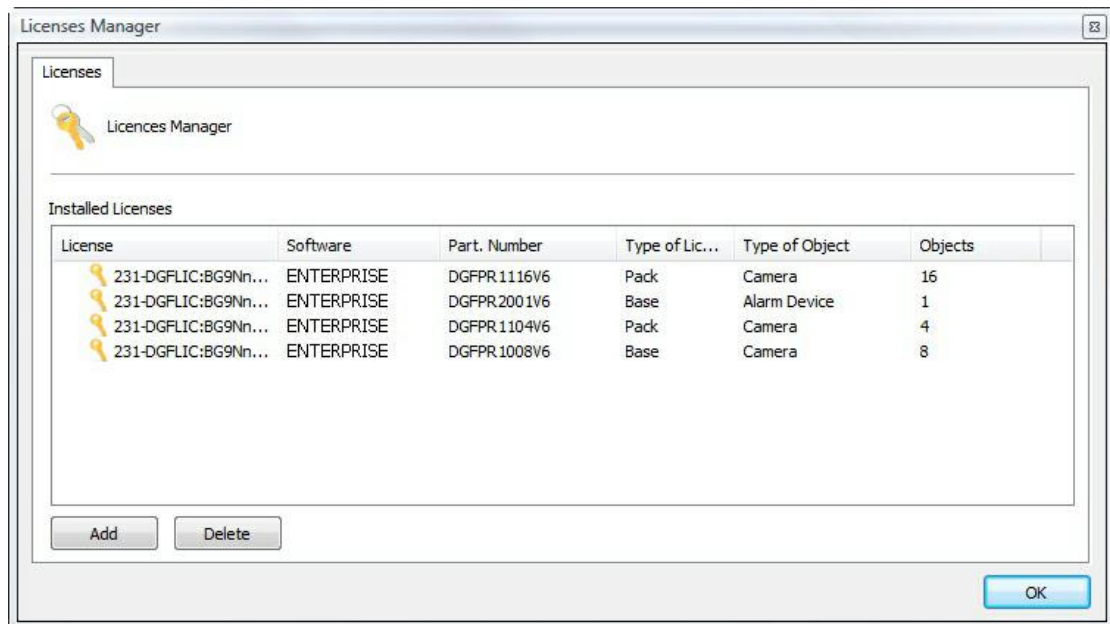 Licenses Manager
Licenses
Licences Manager
Installed Licenses
License Software Part. Number Type of Lic... Type of Object Objects
231-DGFLIC:BG9Nn... ENTERPRISE DGFPR1116V6 Pack Camera 16
231-DGFLIC:BG9Nn... ENTERPRISE DGFPR2001V6 Base Alarm Device 1
231-DGFLIC:BG9Nn... ENTERPRISE DGFPR1104V6 Pack Camera 4
231-DGFLIC:BG9Nn... ENTERPRISE DGFPR1008V6 Base Camera 8
Add Delete
OK